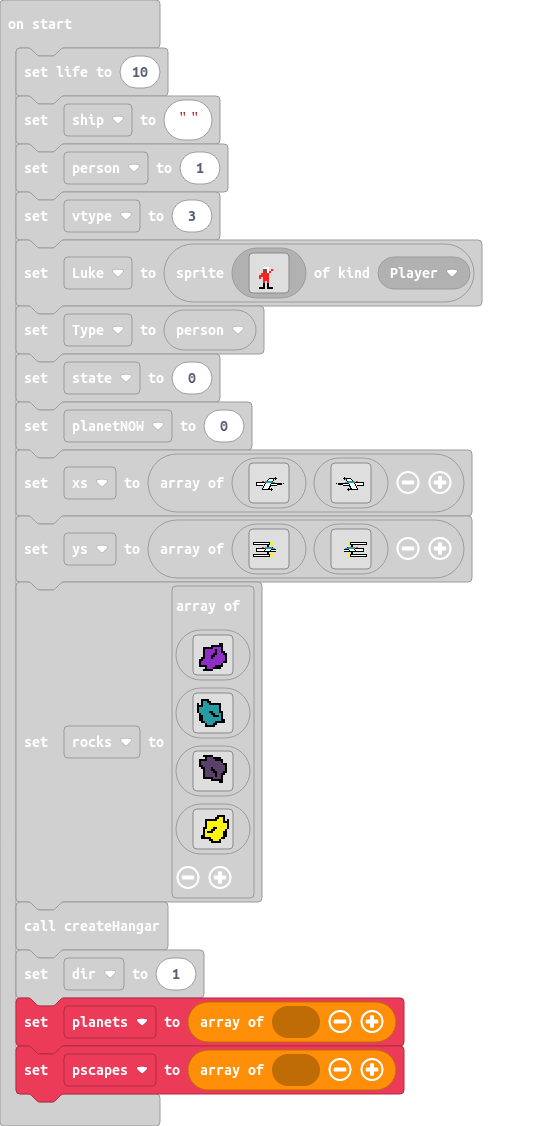 on start
set life to 10
set ship to " "
set person to 1
set vtype to 3
set Luke to sprite of kind Player
set Type to person
set state to 0
set planetNOW to 0
set xs to array of
set ys to array of
array of
set rocks to
call createHangar
set dir to 1
set planets to array of
set pscapes to array of